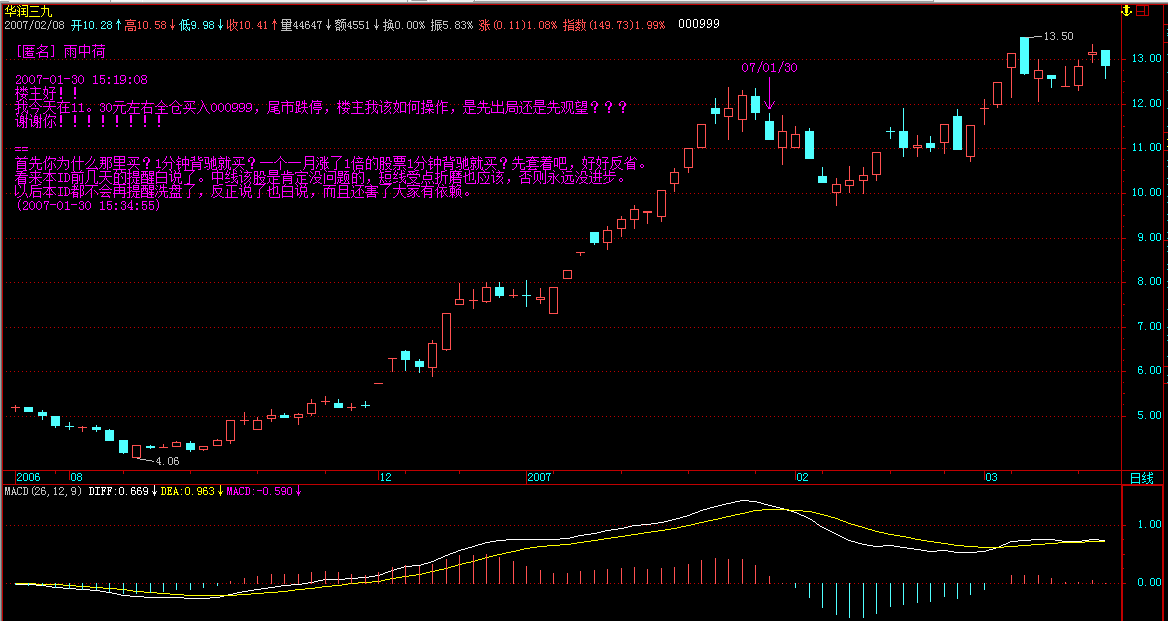 华润三九
2007/02/08 开10.28↑高10.58↓低9.98↓收10.41↑量44647↓额4551↓换0.00% 振5.83% 涨(0.11)1.08% 指数(149.73)1.99% 000999
13.50
[匿名] 雨中荷
13.00
07/01/30
2007-01-30 15:19:08
楼主好！！
12.00
我今天在11。30元左右全仓买入000999，尾市跌停，楼主我该如何操作，是先出局还是先观望？？？
谢谢你！！！！！！！！
==
11.00
首先你为什么那里买？1分钟背驰就买？一个一月涨了1倍的股票1分钟背驰就买？先套着吧，好好反省。
看来本ID前几天的提醒白说了。中线该股是肯定没问题的，短线受点折磨也应该，否则永远没进步。
以后本ID都不会再提醒洗盘了，反正说了也白说，而且还害了大家有依赖。
10.00
(2007-01-30 15:34:55)
9.00
8.00
7.00
6.00
5.00
4.06
2006 08 12 2007 02 03 日线
MACD(26,12,9) DIFF:0.669↓DEA:0.963↓MACD:-0.590↓
1.00
0.00